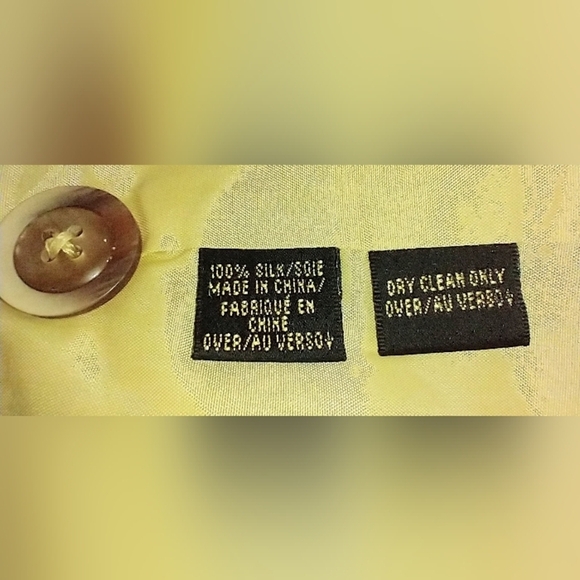 100% SILK/SOIE
MADE IN CHINA/
FABRIQUÉ EN
CHINE
OVER/AU VERSO↓
DRY CLEAN ONLY
OVER/AU VERSO↓